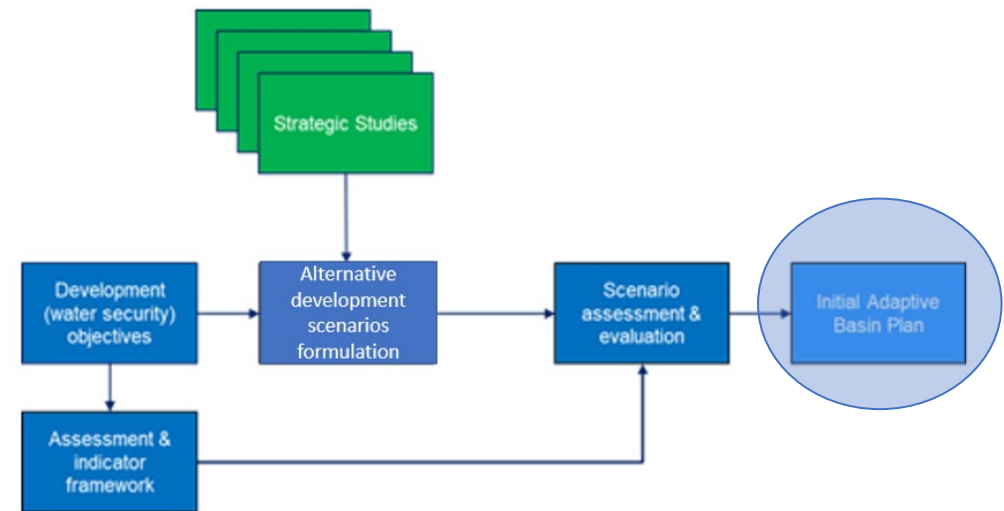 Strategic Studies
Development
(water security)
objectives
Alternative
development
scenarios
formulation
Scenario
assessment &
evaluation
Initial Adaptive
Basin Plan
Assessment &
indicator
framework